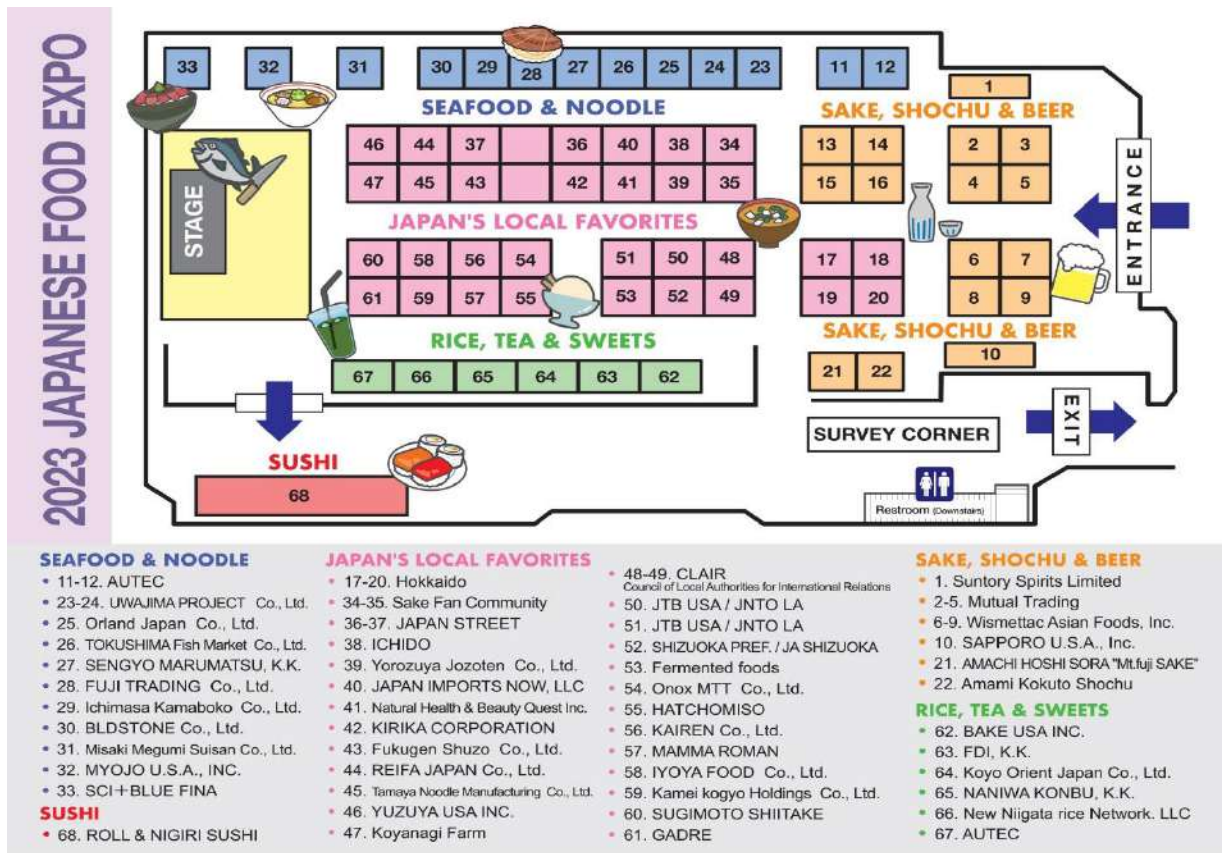 2023 JAPANESE FOOD EXPO
33 32 31 30 29 28 27 26 25 24 23 11 12
1
SEAFOOD & NOODLE
SAKE, SHOCHU & BEER
46 44 37 36 40 38 34 13 14 2 3
47 45 43 42 41 39 35 15 16 4 5
STAGE
ENTRANCE
JAPAN'S LOCAL FAVORITES
60 58 56 54 51 50 48 17 18 6 7
61 59 57 55 53 52 49 19 20 8 9
RICE, TEA & SWEETS
SAKE, SHOCHU & BEER
10
67 66 65 64 63 62 21 22
EXIT
SURVEY CORNER
SUSHI
68
Restroom (Downstairs)
SEAFOOD & NOODLE
• 11-12. AUTEC
• 23-24. UWAJIMA PROJECT Co., Ltd.
• 25. Orland Japan Co., Ltd.
• 26. TOKUSHIMA Fish Market Co., Ltd.
• 27. SENGYO MARUMATSU, K.K.
• 28. FUJI TRADING Co., Ltd.
• 29. Ichimasa Kamaboko Co., Ltd.
• 30. BLDSTONE Co., Ltd.
• 31. Misaki Megumi Suisan Co., Ltd.
• 32. MYOJO U.S.A., INC.
• 33. SCI+BLUE FINA
SUSHI
• 68. ROLL & NIGIRI SUSHI
JAPAN'S LOCAL FAVORITES
• 17-20. Hokkaido
• 34-35. Sake Fan Community
• 36-37. JAPAN STREET
• 38. ICHIDO
• 39. Yorozuya Jozoten Co., Ltd.
• 40. JAPAN IMPORTS NOW, LLC
• 41. Natural Health & Beauty Quest Inc.
• 42. KIRIKA CORPORATION
• 43. Fukugen Shuzo Co., Ltd.
• 44. REIFA JAPAN Co., Ltd.
• 45. Tamaya Noodle Manufacturing Co., Ltd.
• 46. YUZUYA USA INC.
• 47. Koyanagi Farm
• 48-49. CLAIR
Council of Local Authorities for International Relations
• 50. JTB USA / JNTO LA
• 51. JTB USA / JNTO LA
• 52. SHIZUOKA PREF. / JA SHIZUOKA
• 53. Fermented foods
• 54. Onox MTT Co., Ltd.
• 55. HATCHOMISO
• 56. KAIREN Co., Ltd.
• 57. MAMMA ROMAN
• 58. IYOYA FOOD Co., Ltd.
• 59. Kamei kogyo Holdings Co., Ltd.
• 60. SUGIMOTO SHIITAKE
• 61. GADRE
SAKE, SHOCHU & BEER
• 1. Suntory Spirits Limited
• 2-5. Mutual Trading
• 6-9. Wismettac Asian Foods, Inc.
• 10. SAPPORO U.S.A., Inc.
• 21. AMACHI HOSHI SORA "Mt.fuji SAKE"
• 22. Amami Kokuto Shochu
RICE, TEA & SWEETS
• 62. BAKE USA INC.
• 63. FDI, K.K.
• 64. Koyo Orient Japan Co., Ltd.
• 65. NANIWA KONBU, K.K.
• 66. New Niigata rice Network. LLC
• 67. AUTEC